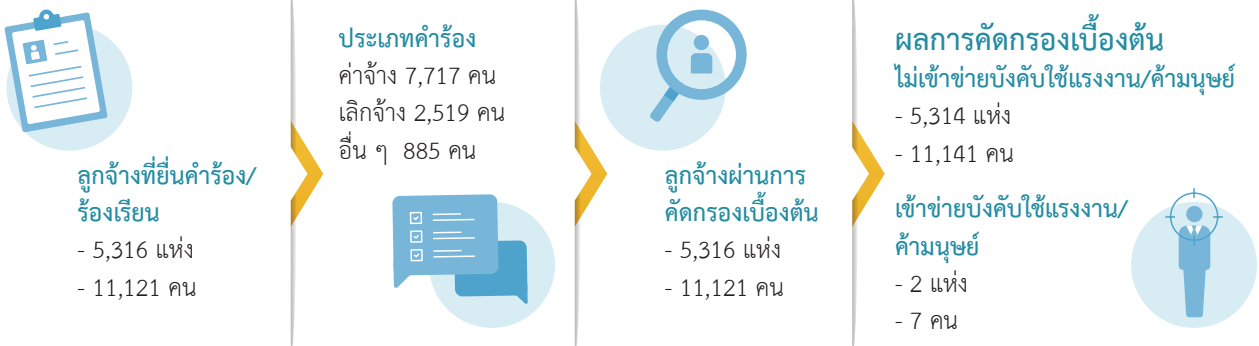 ลูกจ้างที่ยื่นคำร้อง/
ร้องเรียน
- 5,316 แห่ง
- 11,121 คน
ประเภทคำร้อง
ค่าจ้าง 7,717 คน
เลิกจ้าง 2,519 คน
อื่น ๆ 885 คน
ลูกจ้างผ่านการ
คัดกรองเบื้องต้น
- 5,316 แห่ง
- 11,121 คน
ผลการคัดกรองเบื้องต้น
ไม่เข้าข่ายบังคับใช้แรงงาน/ค้ามนุษย์
- 5,314 แห่ง
- 11,141 คน
เข้าข่ายบังคับใช้แรงงาน/
ค้ามนุษย์
- 2 แห่ง
- 7 คน